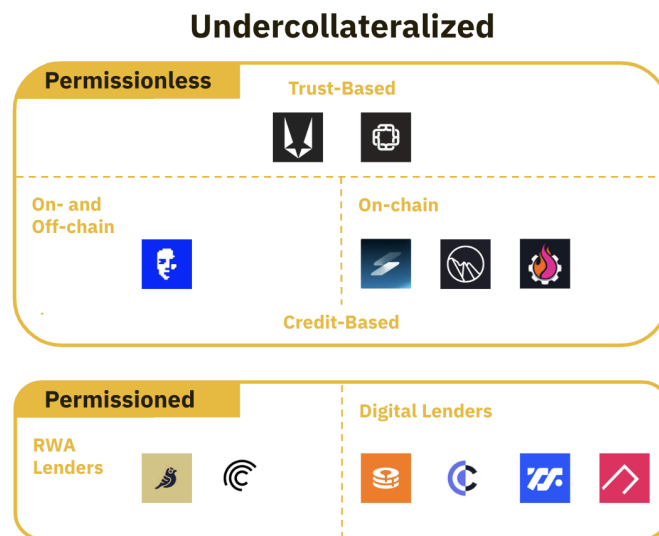 Undercollateralized
Permissionless
Trust-Based
On- and
Off-chain
On-chain
Credit-Based
Permissioned
Digital Lenders
RWA
Lenders